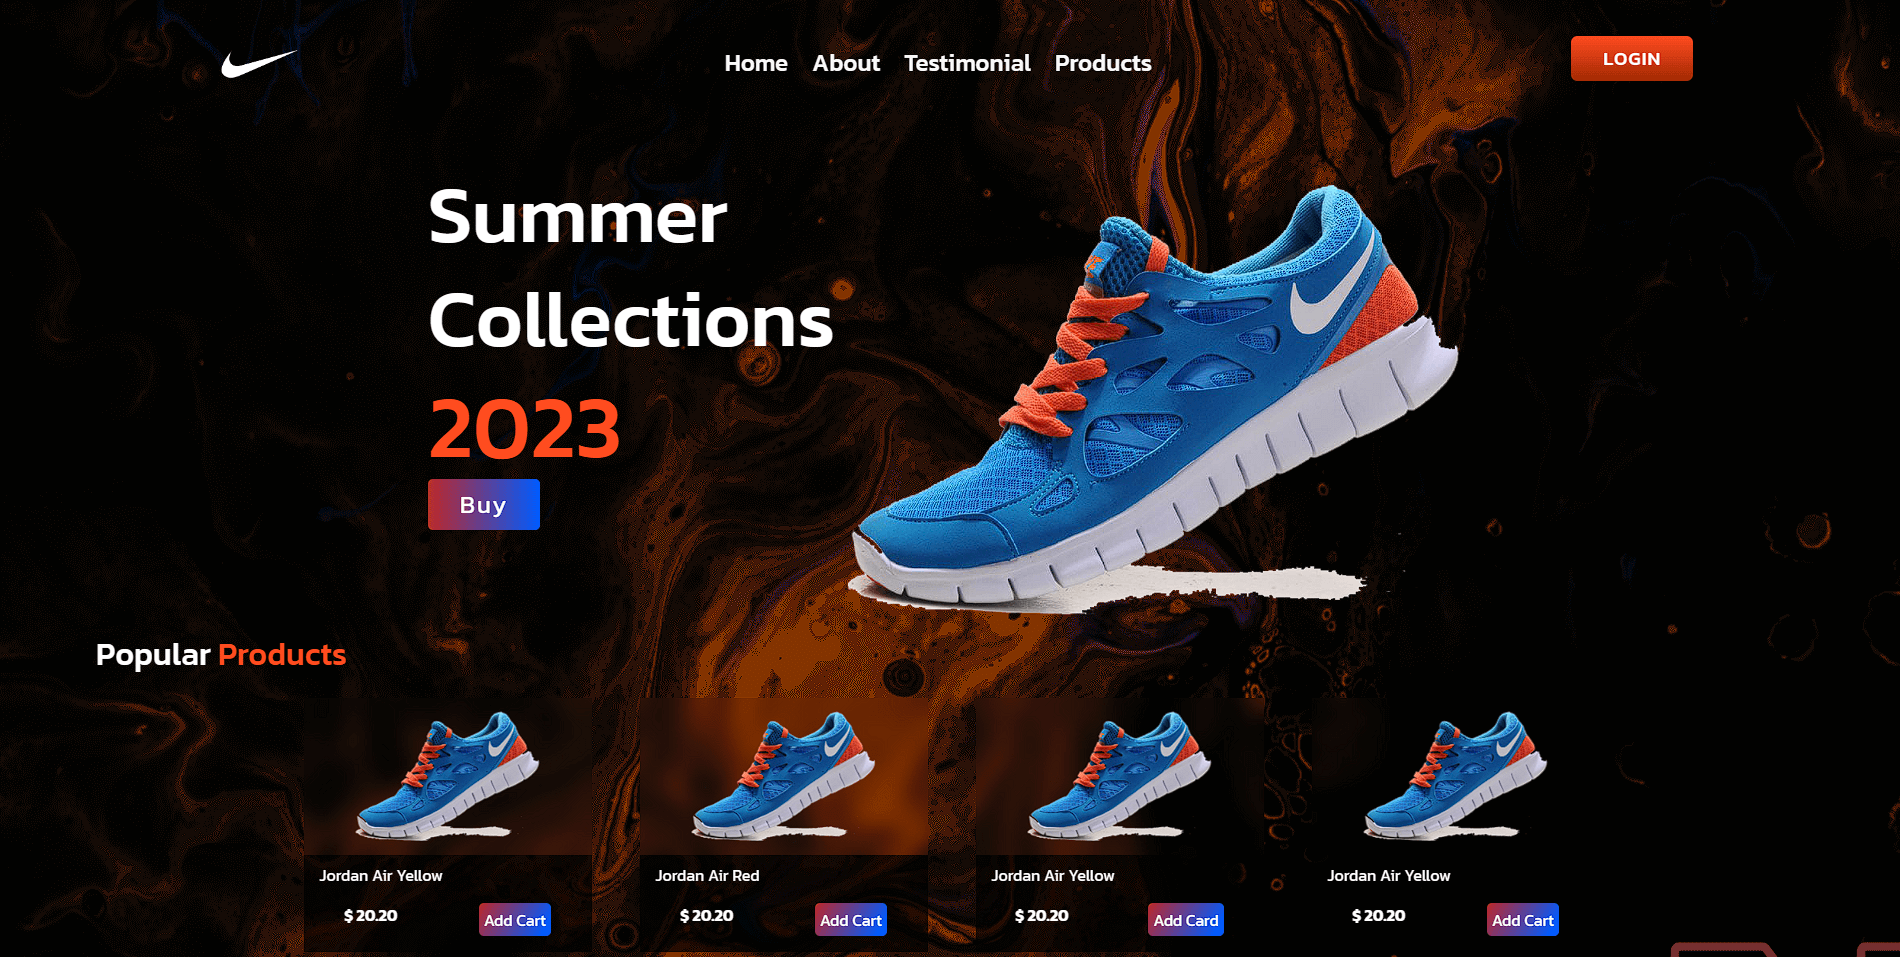 Home About Testimonial Products
LOGIN
Summer
Collections
2023
Buy
Popular Products
Jordan Air Yellow
$ 20.20 Add Cart
Jordan Air Red
$ 20.20 Add Cart
Jordan Air Yellow
$ 20.20 Add Card
Jordan Air Yellow
$ 20.20 Add Cart